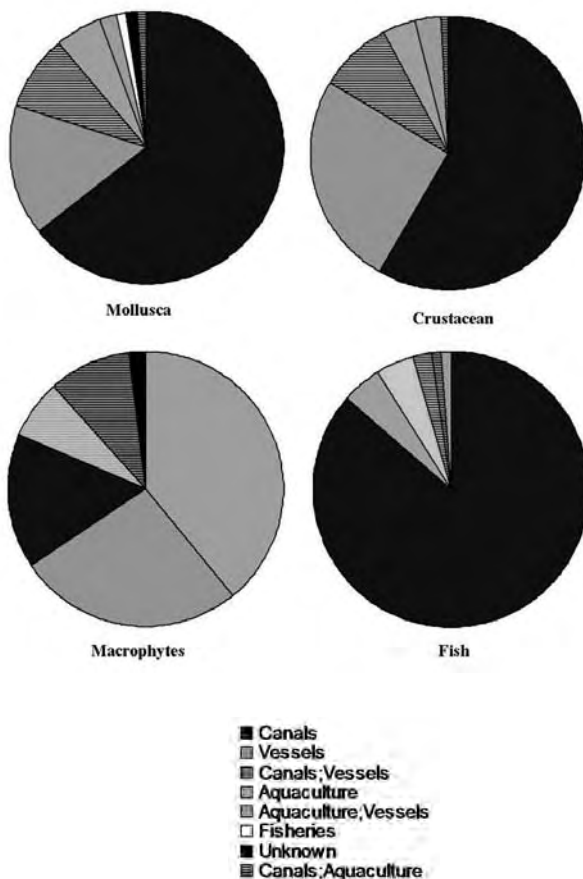 Mollusca
Crustacean
Macrophytes
Fish
Canals
Vessels
Canals;Vessels
Aquaculture
Aquaculture;Vessels
Fisheries
Unknown
Canals;Aquaculture